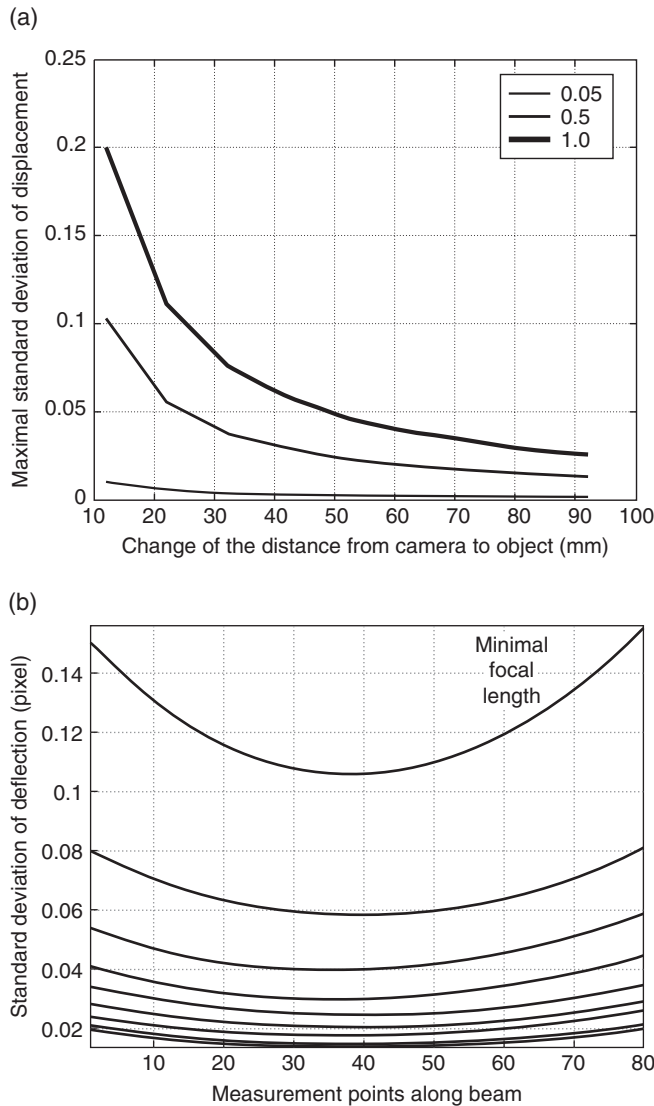 (a)
Maximal standard deviation of displacement
0.25
0.2
0.15
0.1
0.05
0
0.05
0.5
1.0
10 20 30 40 50 60 70 80 90 100
Change of the distance from camera to object (mm)
(b)
Standard deviation of deflection (pixel)
0.14
0.12
0.1
0.08
0.06
0.04
0.02
Minimal
focal
length
10 20 30 40 50 60 70 80
Measurement points along beam